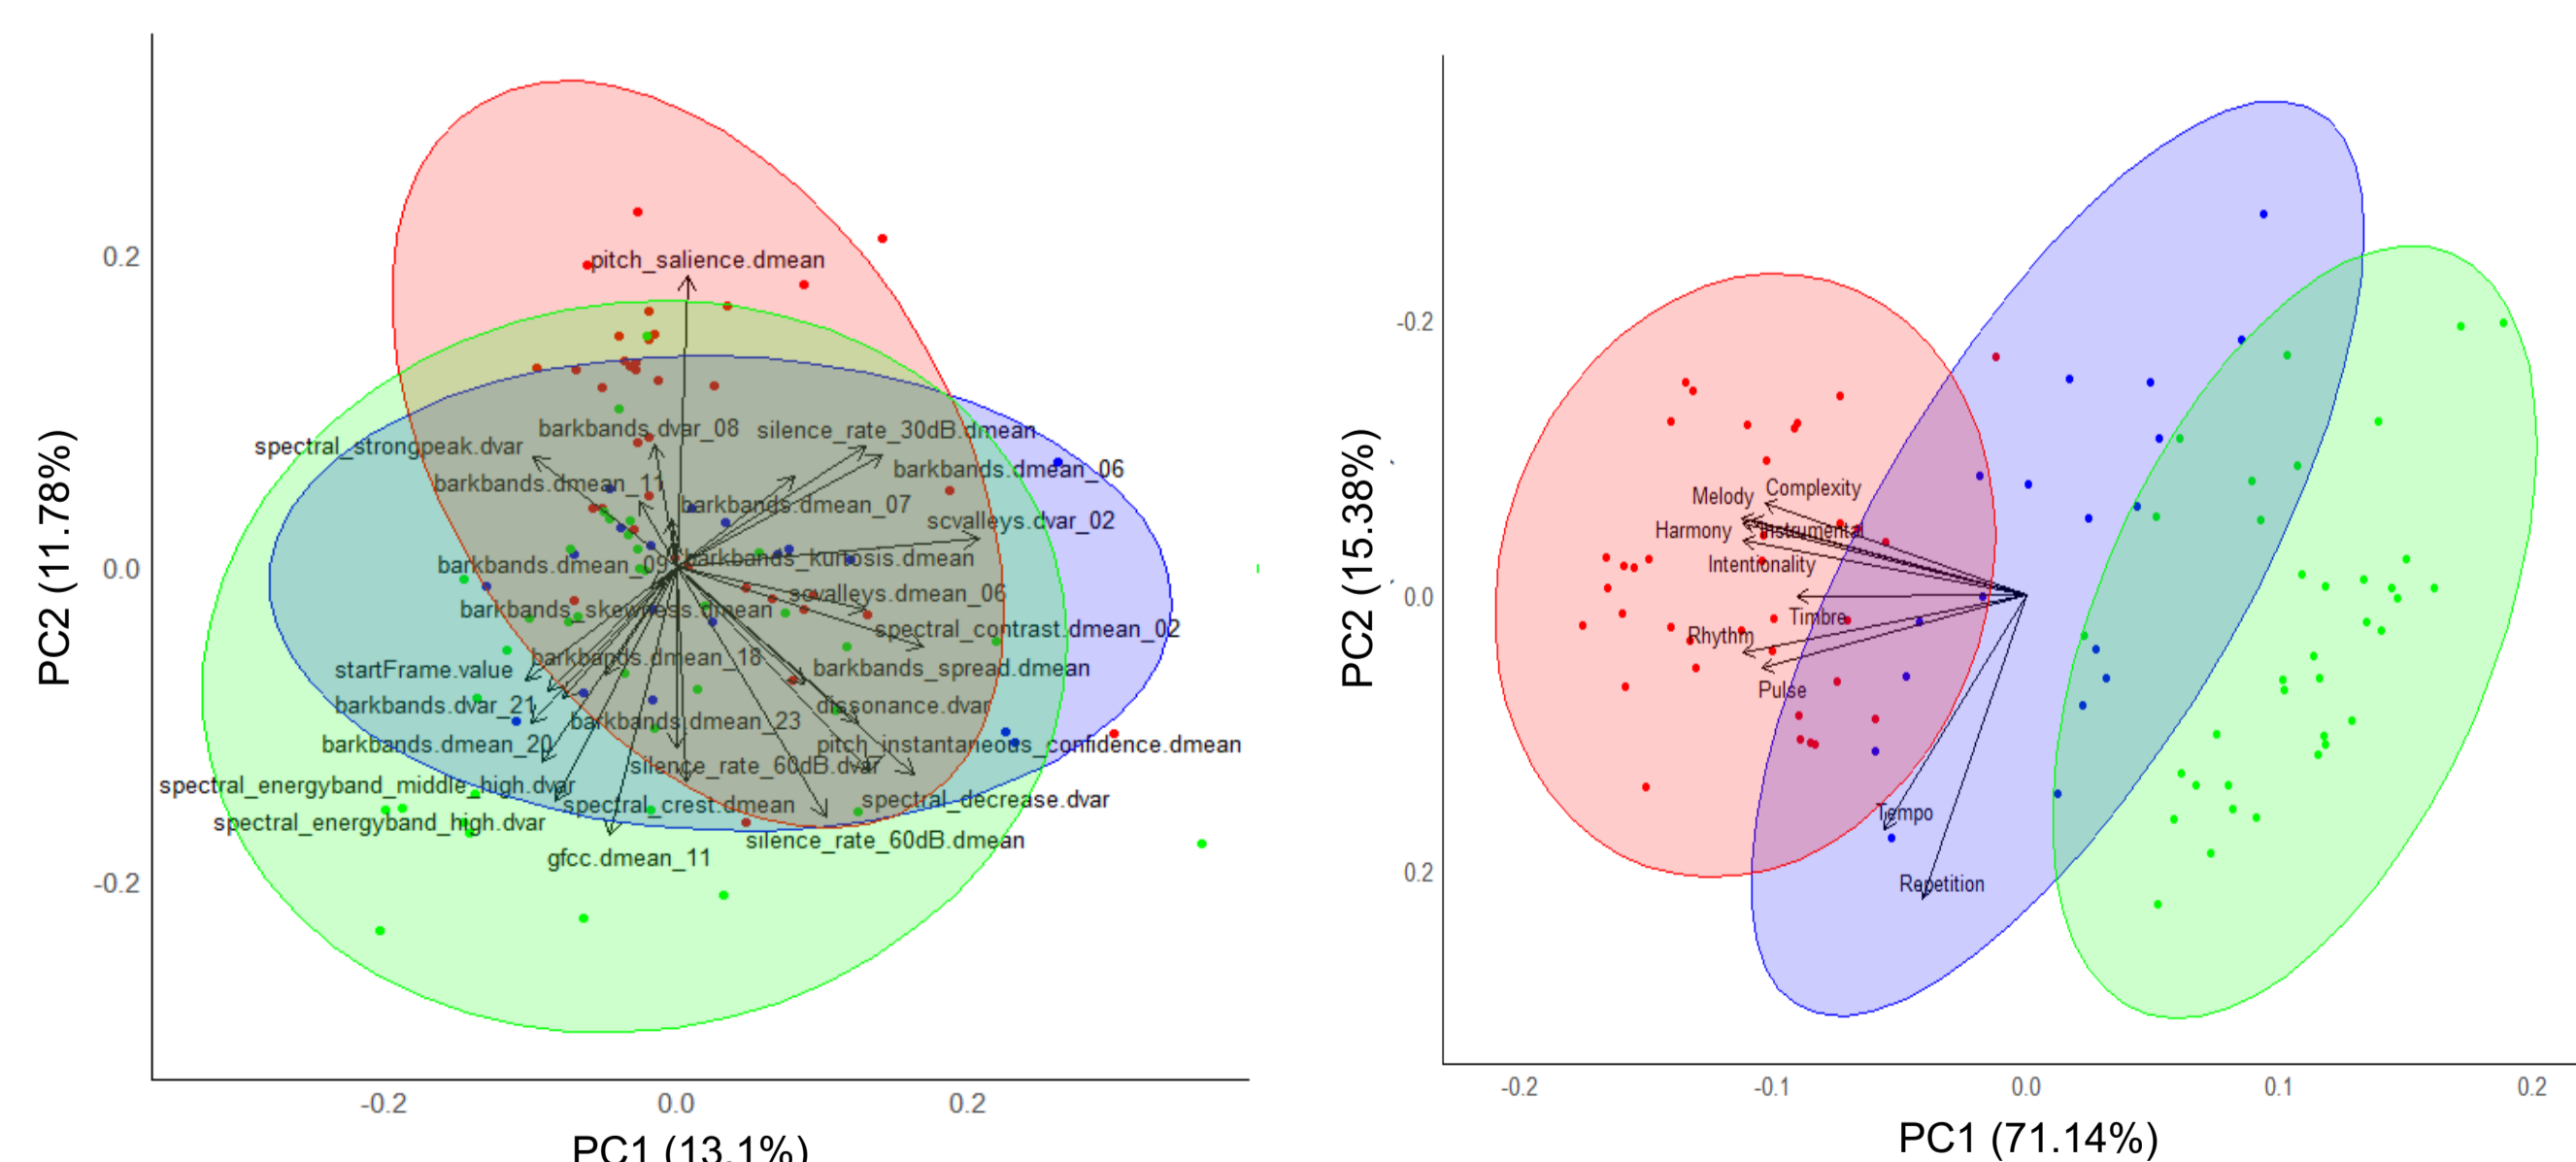 0.2
0.0
-0.2
PC2 (11.78%)
pitch_salience.dmean
barkbands.dvar_08
silence_rate_30dB.dmean
spectral_strongpeak.dvar
barkbands.dmean_06
barkbands.dmean_11
barkbands.dmean_07
scvalleys.dvar_02
barkbands_kurtosis.dmean
barkbands.dmean_09
scvalleys.dmean_06
barkbands_skewness.dmean
spectral_contrast.dmean_02
barkbands.dmean_18
startFrame.value
barkbands_spread.dmean
barkbands.dvar_21
dissonance.dvar
barkbands.dmean_23
barkbands.dmean_20
pitch_instantaneous_confidence.dmean
silence_rate_60dB.dvar
spectral_energyband_middle_high.dvar
spectral_crest.dmean
spectral_decrease.dvar
spectral_energyband_high.dvar
silence_rate_60dB.dmean
gfcc.dmean_11
-0.2
0.0
0.2
PC1 (13.1%)
-0.2
0.0
0.2
PC2 (15.38%)
Melody
Complexity
Harmony
Instrumental
Intentionality
Timbre
Rhythm
Pulse
Tempo
Repetition
-0.2
-0.1
0.0
0.1
0.2
PC1 (71.14%)